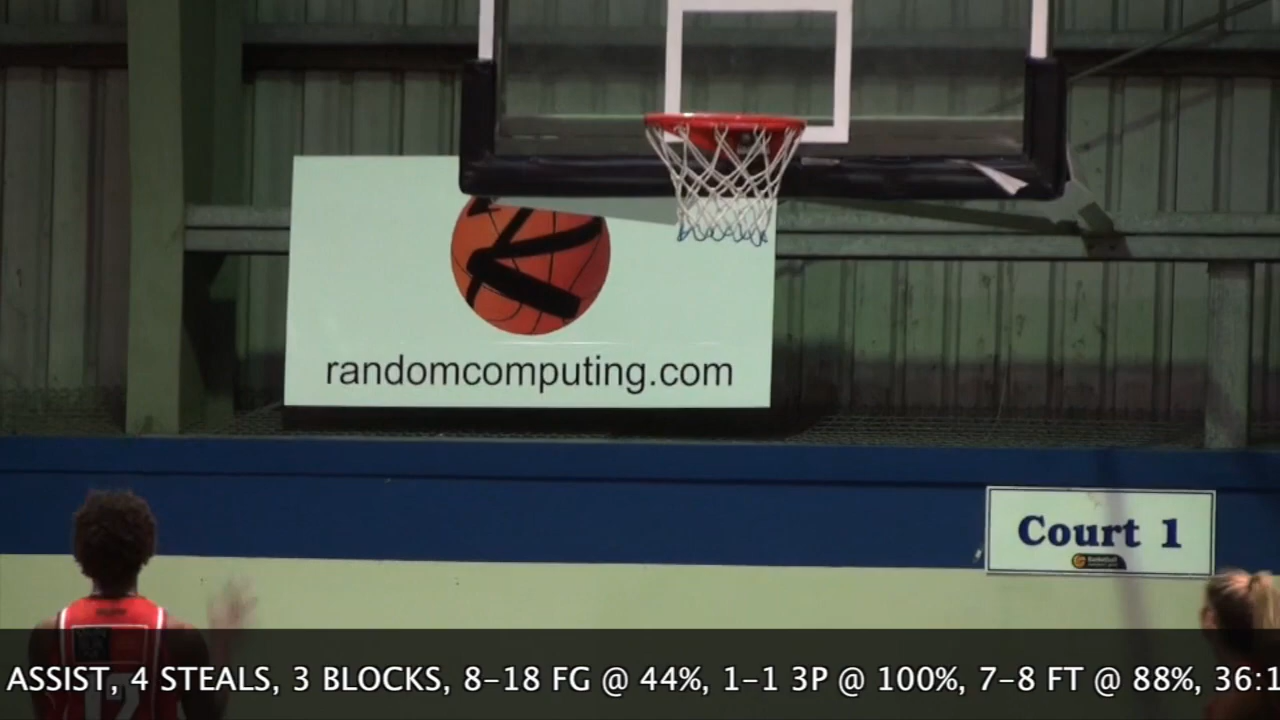 randomcomputing.com
Court 1
ASSIST, 4 STEALS, 3 BLOCKS, 8-18 FG @ 44%, 1-1 3P @ 100%, 7-8 FT @ 88%, 36:1
12